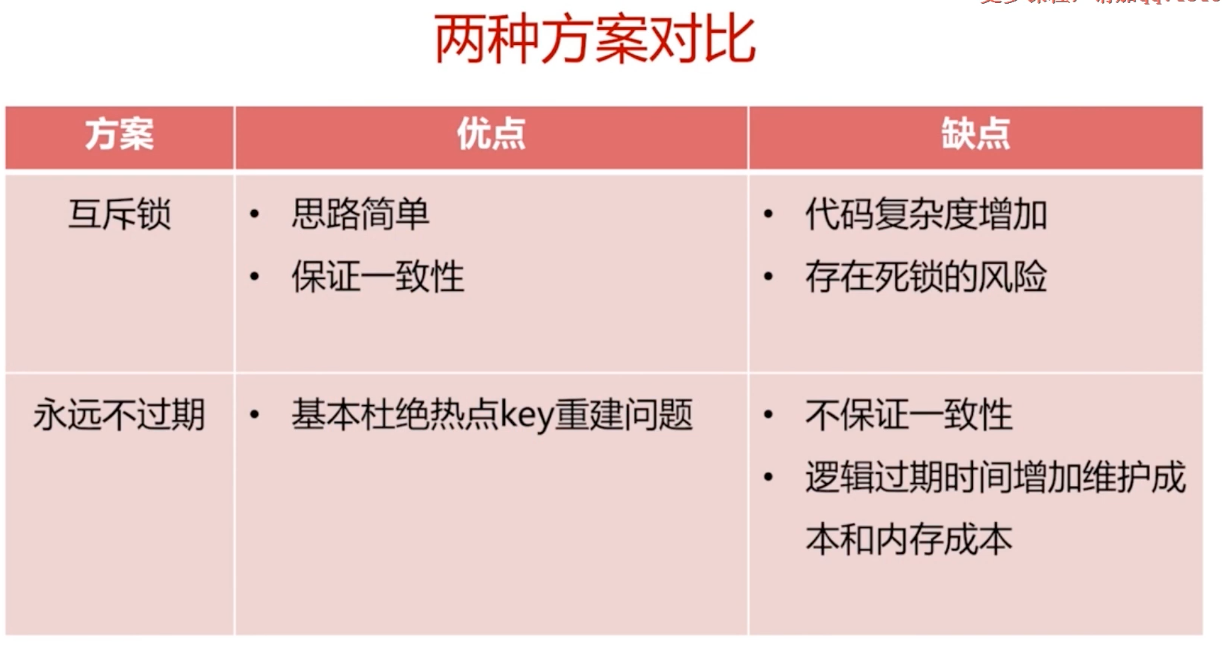 两种方案对比
方案
优点
缺点
互斥锁
• 思路简单
• 保证一致性
• 代码复杂度增加
• 存在死锁的风险
永远不过期
• 基本杜绝热点key重建问题
• 不保证一致性
• 逻辑过期时间增加维护成
本和内存成本